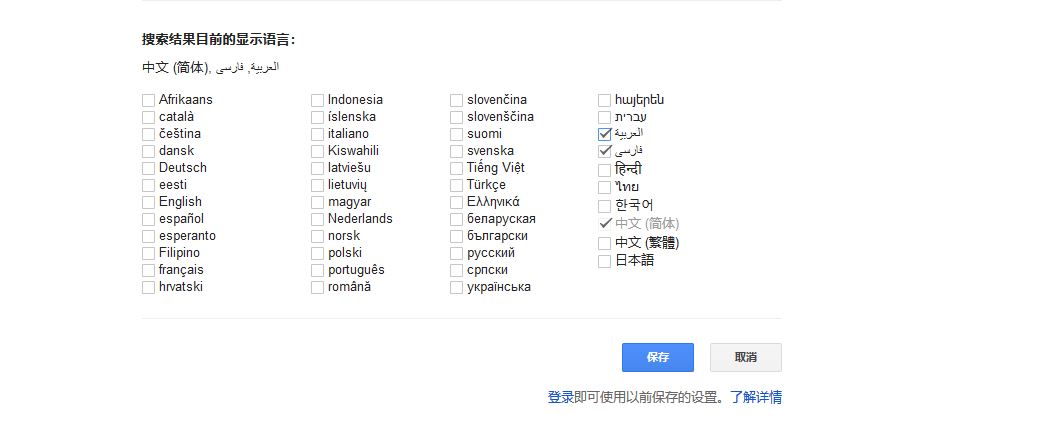 搜索结果目前的显示语言：
中文 (简体), العربية, فارسی
Afrikaans
català
čeština
dansk
Deutsch
eesti
English
español
esperanto
Filipino
français
hrvatski
Indonesia
íslenska
italiano
Kiswahili
latviešu
lietuvių
magyar
Nederlands
norsk
polski
português
română
slovenčina
slovenščina
suomi
svenska
Tiếng Việt
Türkçe
Ελληνικά
беларуская
български
русский
српски
українська
հայերեն
עברית
العربية
فارسی
हिन्दी
ไทย
한국어
中文 (简体)
中文 (繁體)
日本語
保存 取消
登录即可使用以前保存的设置。了解详情